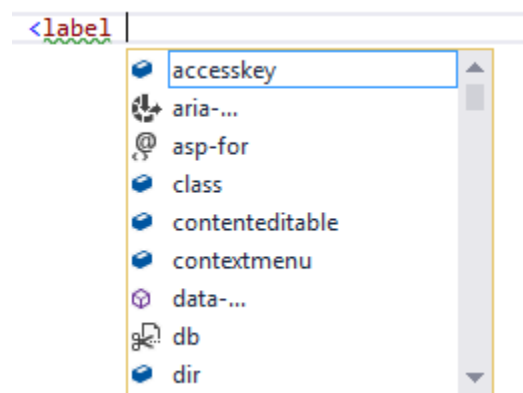 <label
accesskey
aria-...
asp-for
class
contenteditable
contextmenu
data-...
db
dir